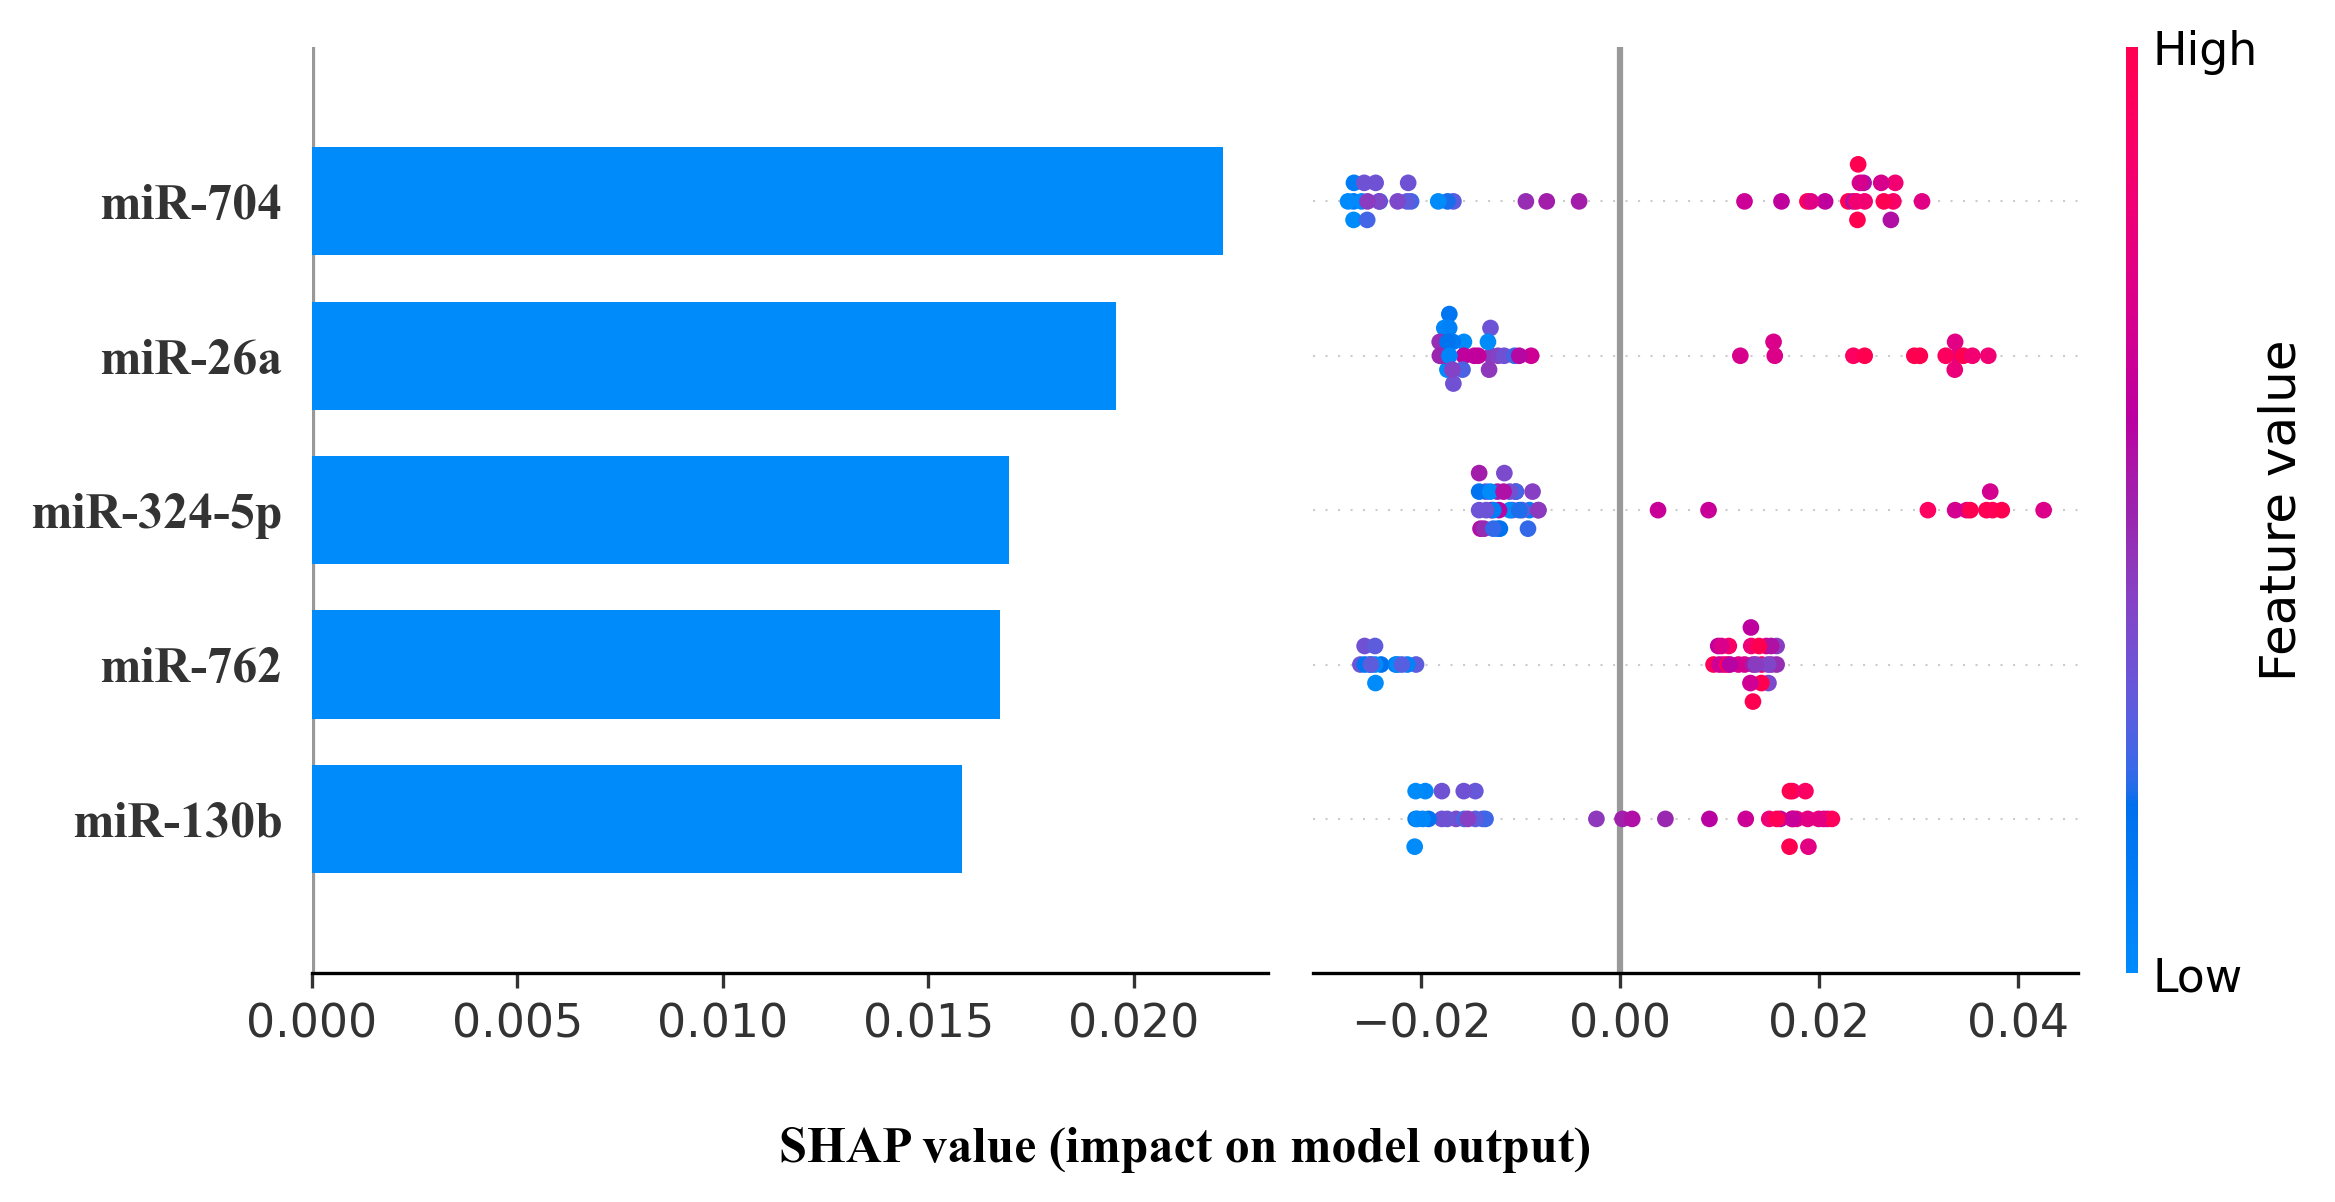 High
miR-704
miR-26a
miR-324-5p
miR-762
miR-130b
Feature value
Low
0.000 0.005 0.010 0.015 0.020 −0.02 0.00 0.02 0.04
SHAP value (impact on model output)